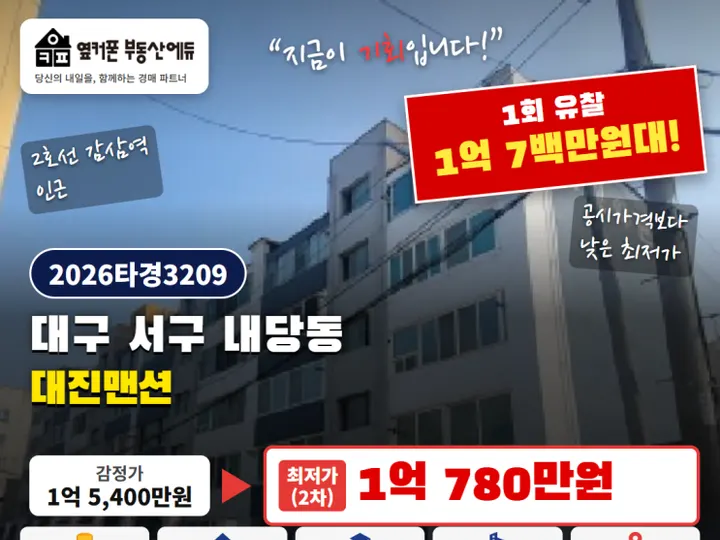 옆커폰 부동산에듀
당신의 내일을, 함께하는 경매 파트너
“지금이 기회입니다!”
1회 유찰
1억 7백만원대!
2호선 감삼역
인근
공시가격보다
낮은 최저가
2026타경3209
대구 서구 내당동
대진맨션
감정가
1억 5,400만원
최저가
(2차)
1억 780만원